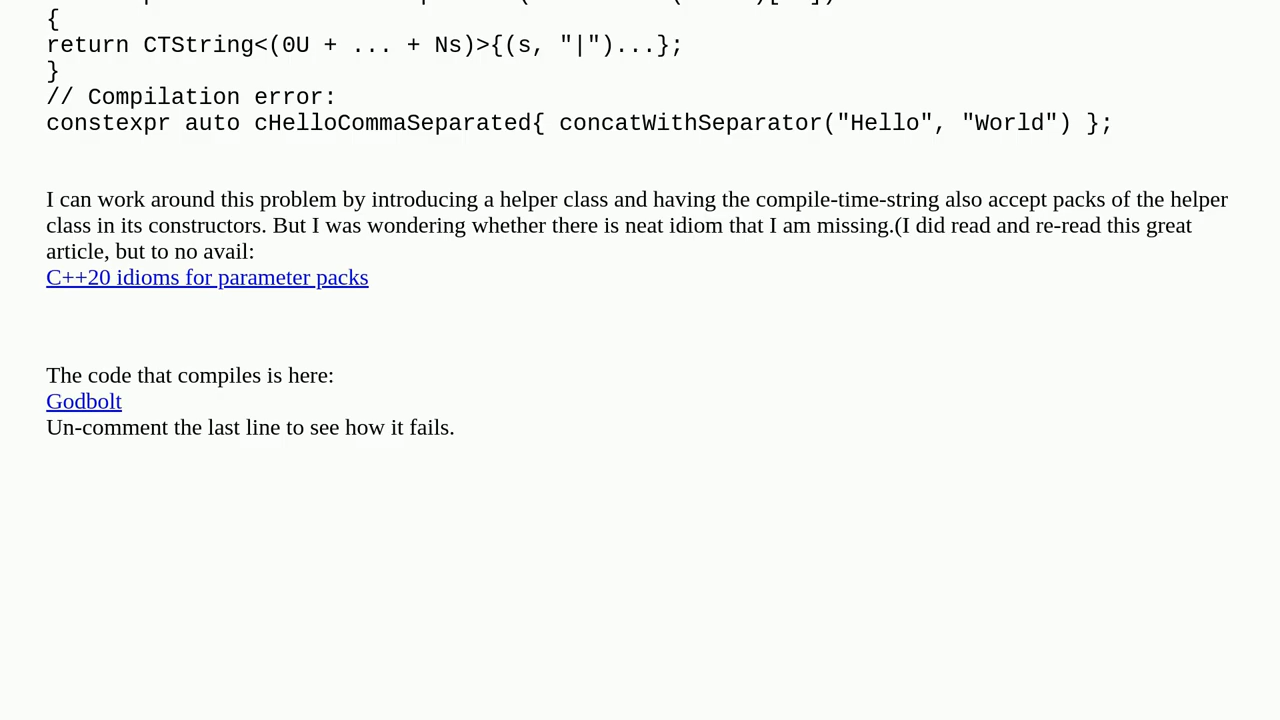 {
return CTString<(0U + ... + Ns)>{(s, "|")...};
}
// Compilation error:
constexpr auto cHelloCommaSeparated{ concatWithSeparator("Hello", "World") };
I can work around this problem by introducing a helper class and having the compile-time-string also accept packs of the helper
class in its constructors. But I was wondering whether there is neat idiom that I am missing.(I did read and re-read this great
article, but to no avail:
C++20 idioms for parameter packs
The code that compiles is here:
Godbolt
Un-comment the last line to see how it fails.